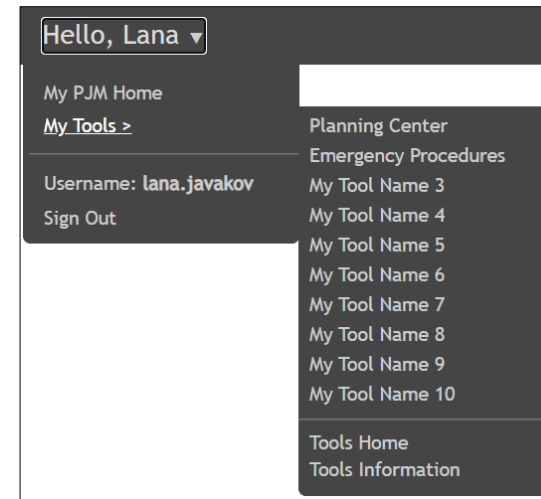 Hello, Lana ▼
My PJM Home
My Tools >
Username: lana.javakov
Sign Out
Planning Center
Emergency Procedures
My Tool Name 3
My Tool Name 4
My Tool Name 5
My Tool Name 6
My Tool Name 7
My Tool Name 8
My Tool Name 9
My Tool Name 10
Tools Home
Tools Information